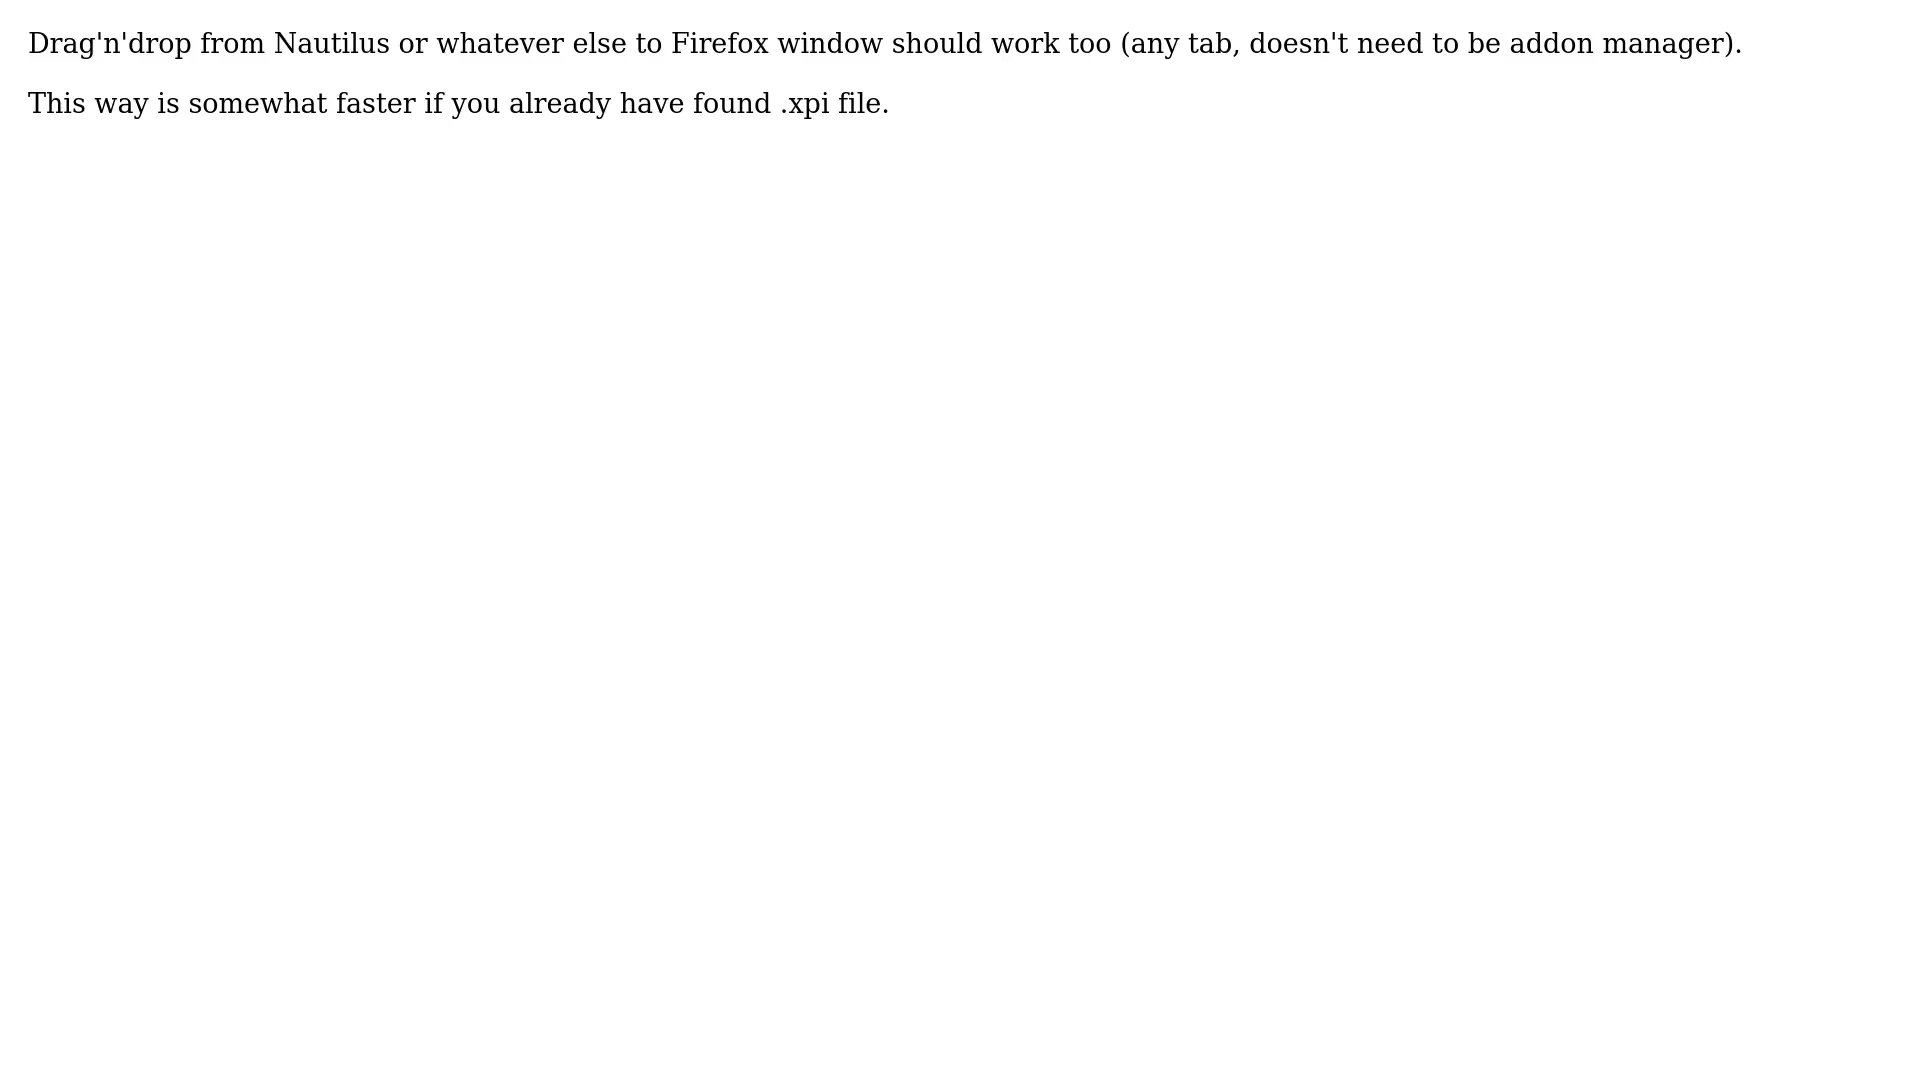 Drag'n'drop from Nautilus or whatever else to Firefox window should work too (any tab, doesn't need to be addon manager).
This way is somewhat faster if you already have found .xpi file.